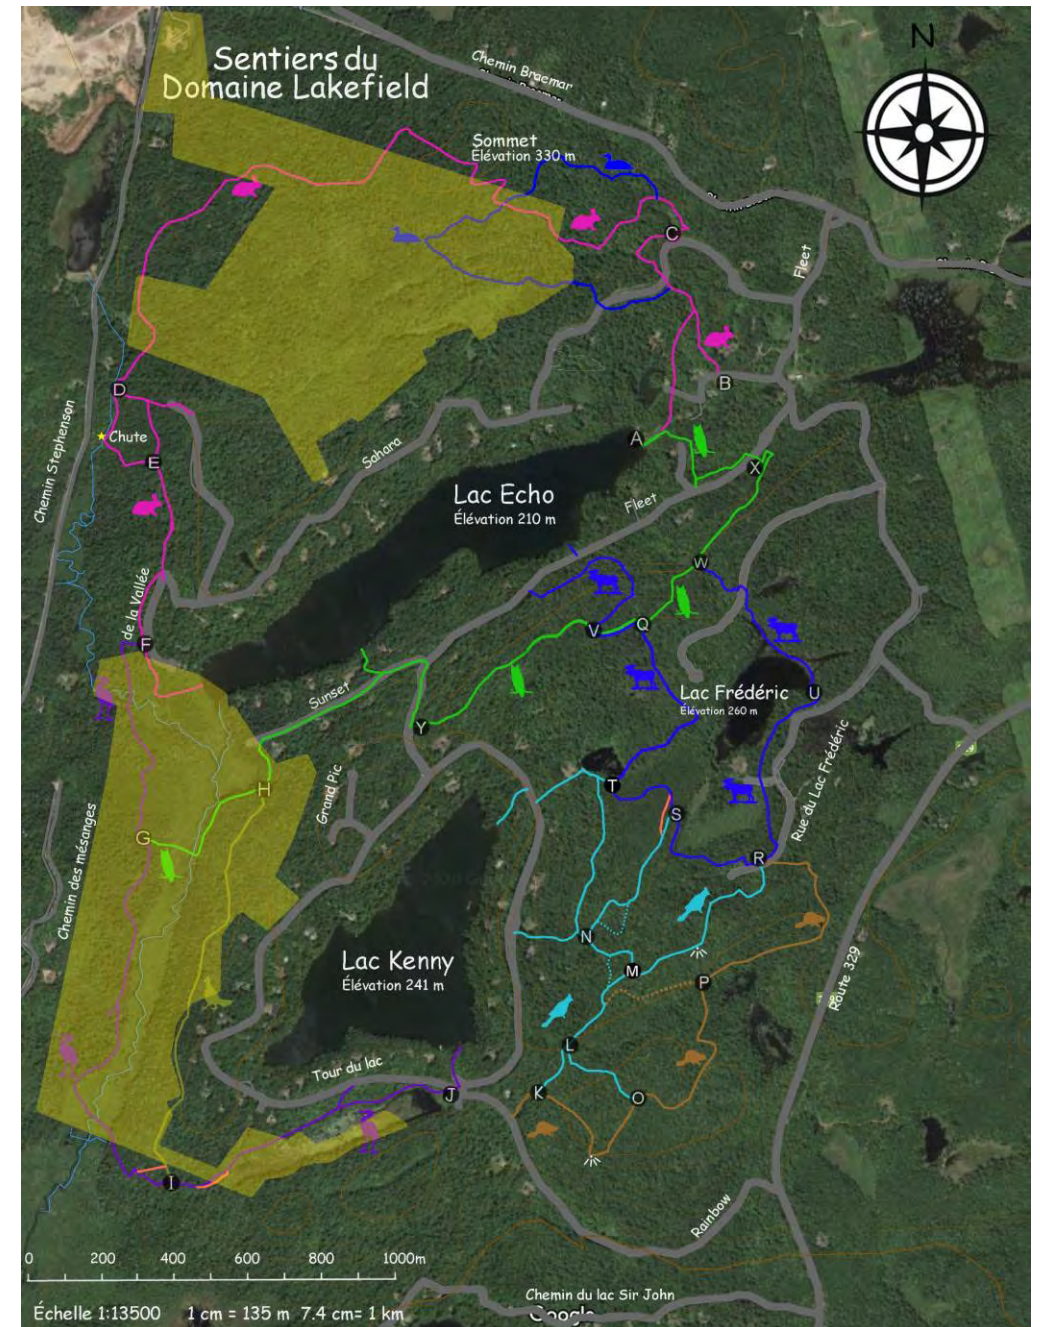 Sentiers du
Domaine Lakefield
N
Chemin Braemar
Sommet
Élévation 330 m
C
Fleet
D
B
Chute
Chemin Stephenson
A
E
Sahara
X
Lac Echo
Élévation 210 m
Fleet
W
de la Vallée
V
Q
F
Lac Frédéric
Élévation 260 m
U
Sunset
Y
Rue du Lac Frédéric
Grand Pic
H
T
S
G
Chemin des mésanges
R
N
Lac Kenny
Élévation 241 m
M
P
Route 329
L
Tour du lac
J
K
O
I
Rainbow
0 200 400 600 800 1000m
Chemin du lac Sir John
Échelle 1:13500 1 cm = 135 m 7.4 cm= 1 km
Google